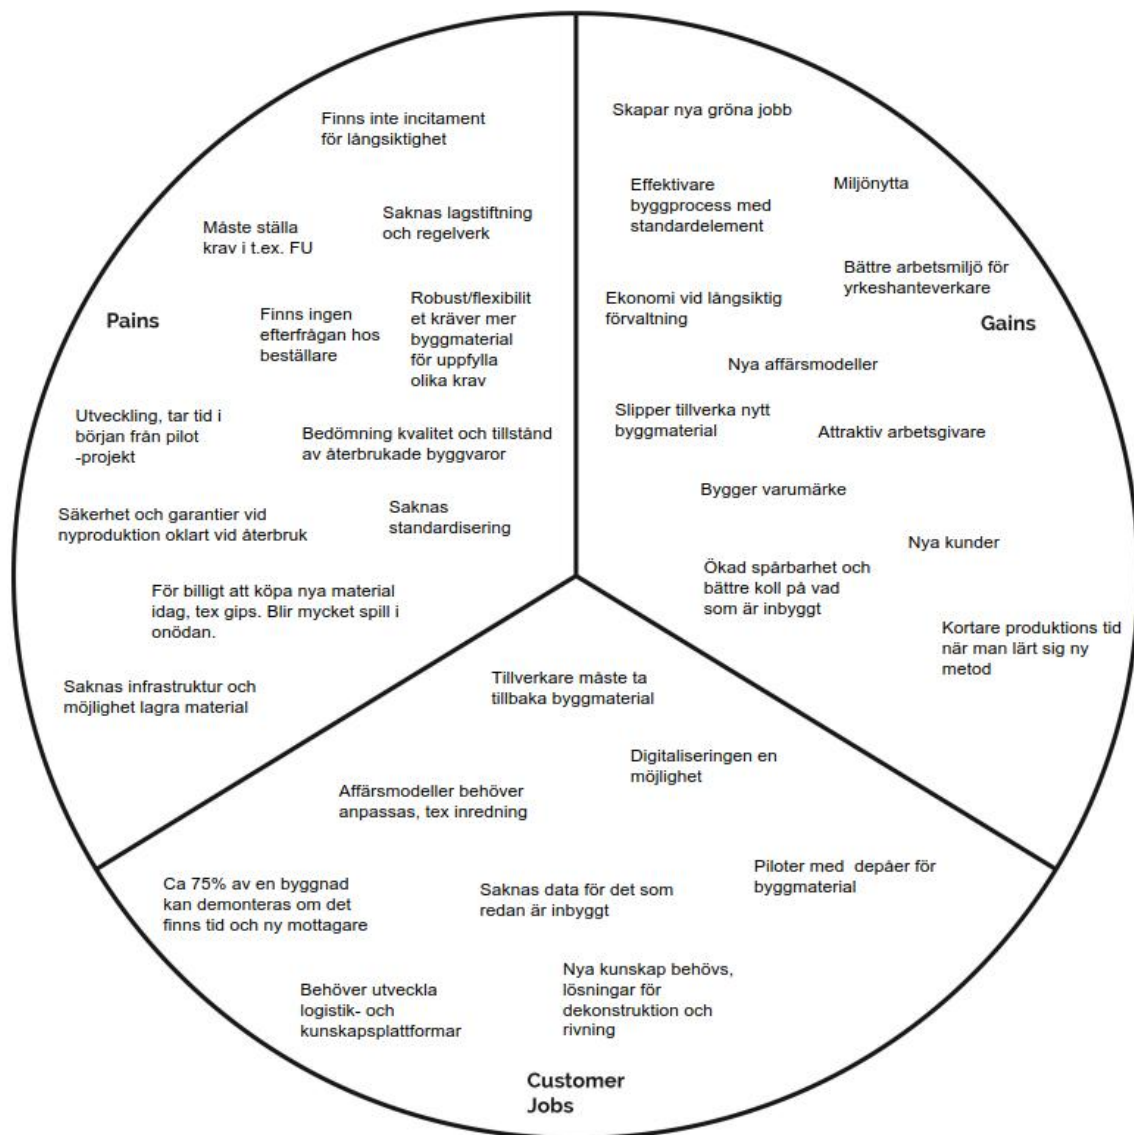 Finns inte incitament
för långsiktighet
Måste ställa
krav i t.ex. FU
Saknas lagstiftning
och regelverk
Pains
Finns ingen
efterfrågan hos
beställare
Robust/flexibilit
et kräver mer
byggmaterial
för uppfylla
olika krav
Utveckling, tar tid i
början från pilot
-projekt
Bedömning kvalitet och tillstånd
av återbrukade byggvaror
Säkerhet och garantier vid
nyproduktion oklart vid återbruk
Saknas
standardisering
För billigt att köpa nya material
idag, tex gips. Blir mycket spill i
onödan.
Saknas infrastruktur och
möjlighet lagra material
Skapar nya gröna jobb
Effektivare
byggprocess med
standardelement
Miljönytta
Bättre arbetsmiljö för
yrkeshanteverkare
Ekonomi vid långsiktig
förvaltning
Gains
Nya affärsmodeller
Slipper tillverka nytt
byggmaterial
Attraktiv arbetsgivare
Bygger varumärke
Nya kunder
Ökad spårbarhet och
bättre koll på vad
som är inbyggt
Kortare produktions tid
när man lärt sig ny
metod
Tillverkare måste ta
tillbaka byggmaterial
Digitaliseringen en
möjlighet
Affärsmodeller behöver
anpassas, tex inredning
Piloter med  depåer för
byggmaterial
Ca 75% av en byggnad
kan demonteras om det
finns tid och ny mottagare
Saknas data för det som
redan är inbyggt
Behöver utveckla
logistik- och
kunskapsplattformar
Nya kunskap behövs,
lösningar för
dekonstruktion och
rivning
Customer
Jobs